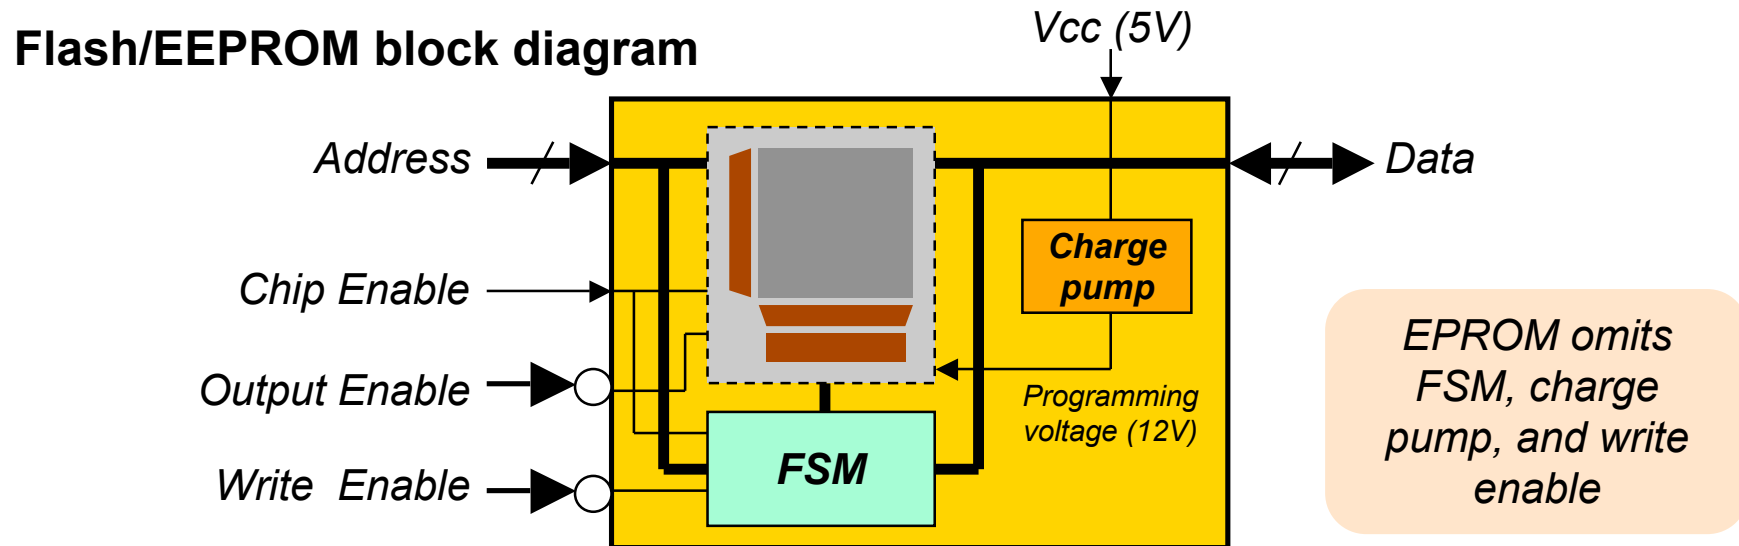 Flash/EEPROM block diagram
Vcc (5V)
Address
Data
Charge
pump
Chip Enable
Output Enable
Programming
voltage (12V)
Write Enable
FSM
EPROM omits
FSM, charge
pump, and write
enable